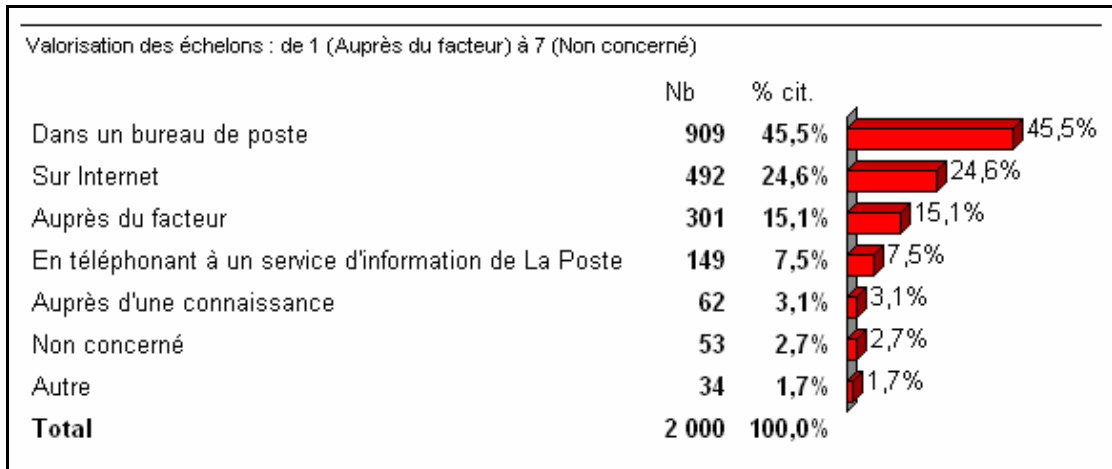 Valorisation des échelons : de 1 (Auprès du facteur) à 7 (Non concerné)
Nb % cit.
Dans un bureau de poste 909 45,5% 45,5%
Sur Internet 492 24,6% 24,6%
Auprès du facteur 301 15,1% 15,1%
En téléphonant à un service d'information de La Poste 149 7,5% 7,5%
Auprès d'une connaissance 62 3,1% 3,1%
Non concerné 53 2,7% 2,7%
Autre 34 1,7% 1,7%
Total 2 000 100,0%